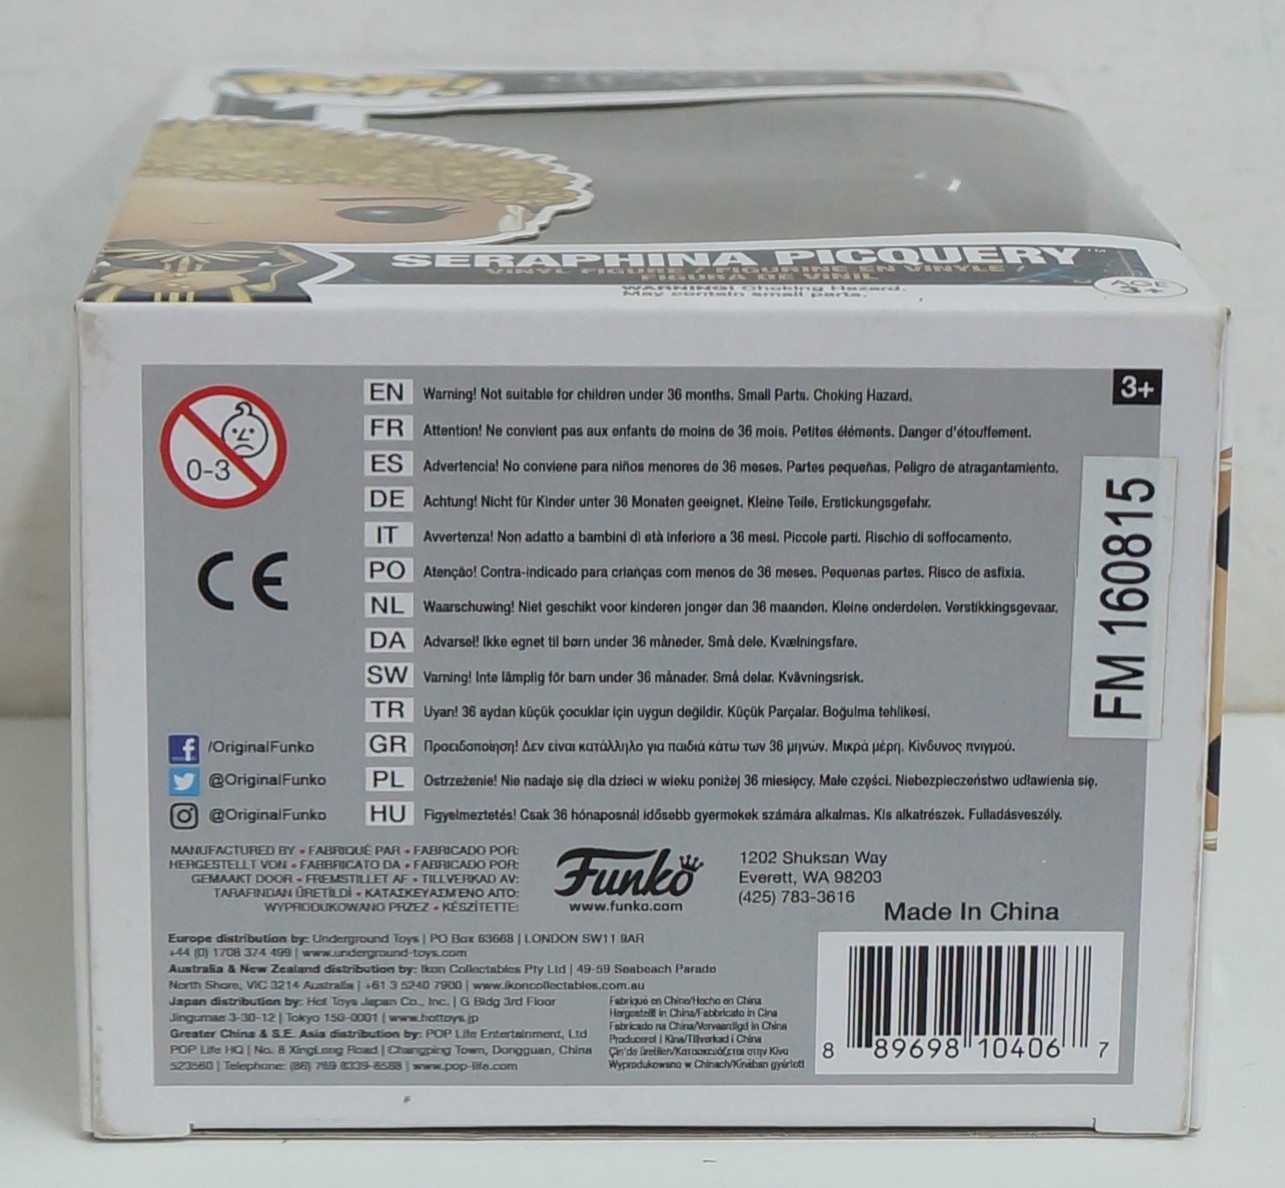 POP!
SERAPHINA PICQUERY™
VINYL FIGURE / FIGURINE EN VINYLE /
FIGURA DE VINIL
WARNING! Choking Hazard.
May contain small parts.
AGE
3+
0-3
CE
3+
FM 160815
EN Warning! Not suitable for children under 36 months. Small Parts. Choking Hazard.
FR Attention! Ne convient pas aux enfants de moins de 36 mois. Petites éléments. Danger d'étouffement.
ES Advertencia! No conviene para niños menores de 36 meses. Partes pequeñas. Peligro de atragantamiento.
DE Achtung! Nicht für Kinder unter 36 Monaten geeignet. Kleine Teile. Erstickungsgefahr.
IT Avvertenza! Non adatto a bambini di età inferiore a 36 mesi. Piccole parti. Rischio di soffocamento.
PO Atenção! Contra-indicado para crianças com menos de 36 meses. Pequenas partes. Risco de asfixia.
NL Waarschuwing! Niet geschikt voor kinderen jonger dan 36 maanden. Kleine onderdelen. Verstikkingsgevaar.
DA Advarsel! Ikke egnet til børn under 36 måneder. Små dele. Kvælningsfare.
SW Varning! Inte lämplig för barn under 36 månader. Små delar. Kvävningsrisk.
TR Uyarı! 36 aydan küçük çocuklar için uygun değildir. Küçük Parçalar. Boğulma tehlikesi.
GR Προειδοποίηση! Δεν είναι κατάλληλο για παιδιά κάτω των 36 μηνών. Μικρά μέρη. Κίνδυνος πνιγμού.
PL Ostrzeżenie! Nie nadaje się dla dzieci w wieku poniżej 36 miesięcy. Małe części. Niebezpieczeństwo udławienia się.
HU Figyelmeztetés! Csak 36 hónaposnál idősebb gyermekek számára alkalmas. Kis alkatrészek. Fulladásveszély.
/OriginalFunko
@OriginalFunko
@OriginalFunko
MANUFACTURED BY • FABRIQUÉ PAR • FABRICADO POR:
HERGESTELLT VON • FABBRICATO DA • FABRICADO POR:
GEMAAKT DOOR • FREMSTILLET AF • TILLVERKAD AV:
TARAFINDAN ÜRETİLDİ • ΚΑΤΑΣΚΕΥΑΣΜΕΝΟ ΑΠΟ:
WYPRODUKOWANO PRZEZ • KÉSZÍTETTE:
Funko
www.funko.com
1202 Shuksan Way
Everett, WA 98203
(425) 783-3616
Made In China
Europe distribution by: Underground Toys | PO Box 63668 | LONDON SW11 9AR
+44 (0) 1708 374 499 | www.underground-toys.com
Australia & New Zealand distribution by: Ikon Collectables Pty Ltd | 49-59 Seabeach Parade
North Shore, VIC 3214 Australia | +61 3 5240 7900 | www.ikoncollectables.com.au
Japan distribution by: Hot Toys Japan Co., Inc. | G Bldg 3rd Floor
Jingumae 3-30-12 | Tokyo 150-0001 | www.hottoys.jp
Greater China & S.E. Asia distribution by: POP Life Entertainment, Ltd
POP Life HQ | No. 8 XingLong Road | Changping Town, Dongguan, China
523560 | Telephone: (86) 769 8339-8588 | www.pop-life.com
Fabriqué en Chine/Hecho en China
Hergestellt in China/Fabbricato in Cina
Fabricado na China/Vervaardigd in China
Producerat i Kina/Tillverkad i China
Çin'de üretilen/Κατασκευάζεται στην Κίνα
Wyprodukowano w Chinach/Kínában gyártott
8 89698 10406 7